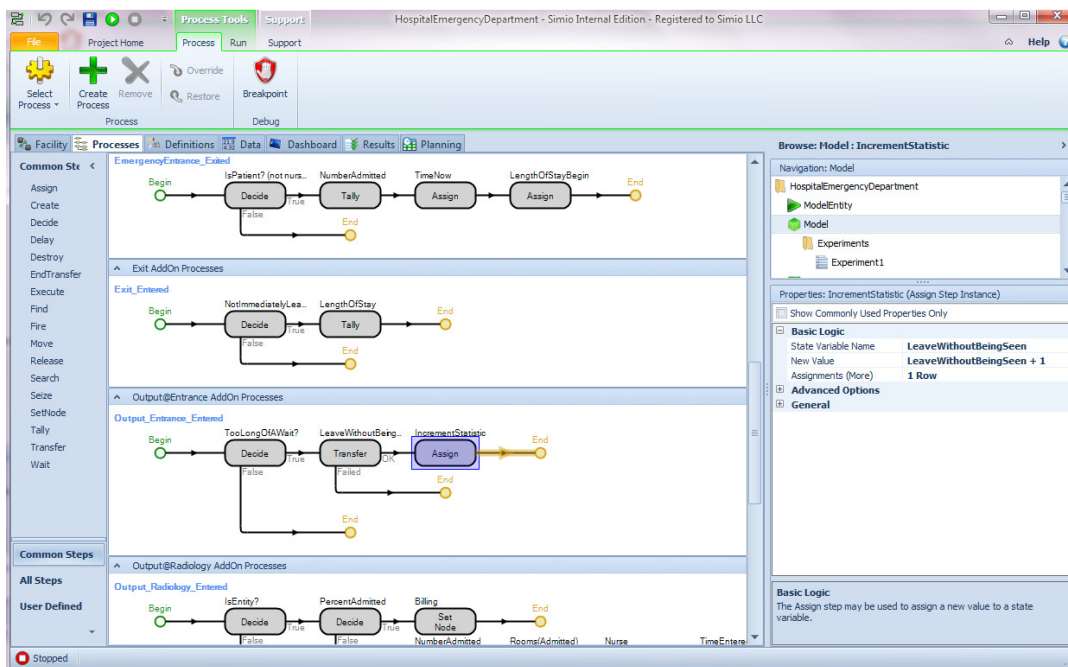 Process Tools Support HospitalEmergencyDepartment - Simio Internal Edition - Registered to Simio LLC
File Project Home Process Run Support Help
Select Process
Create Process
Remove
Override
Restore
Breakpoint
Process Debug
Facility Processes Definitions Data Dashboard Results Planning
Common Ste
Assign
Create
Decide
Delay
Destroy
EndTransfer
Execute
Find
Fire
Move
Release
Search
Seize
SetNode
Tally
Transfer
Wait
Common Steps
All Steps
User Defined
EmergencyEntrance_Exited
IsPatient? (not nurs... NumberAdmitted TimeNow LengthOfStayBegin
Begin Decide True Tally Assign Assign End
False
End
Exit AddOn Processes
Exit_Entered
NotImmediatelyLea... LengthOfStay
Begin Decide True Tally End
False
End
Output@Entrance AddOn Processes
Output_Entrance_Entered
TooLongOfAWait? LeaveWithoutBeing... IncrementStatistic
Begin Decide True Transfer OK Assign End
False Failed
End
End
Output@Radiology AddOn Processes
Output_Radiology_Entered
IsEntity? PercentAdmitted Billing
Begin Decide True Decide True Set Node End
False False
NumberAdmitted Rooms(Admitted) Nurse TimeEntere
Browse: Model : IncrementStatistic
Navigation: Model
HospitalEmergencyDepartment
ModelEntity
Model
Experiments
Experiment1
Properties: IncrementStatistic (Assign Step Instance)
Show Commonly Used Properties Only
Basic Logic
State Variable Name LeaveWithoutBeingSeen
New Value LeaveWithoutBeingSeen + 1
Assignments (More) 1 Row
Advanced Options
General
Basic Logic
The Assign step may be used to assign a new value to a state
variable.
Stopped